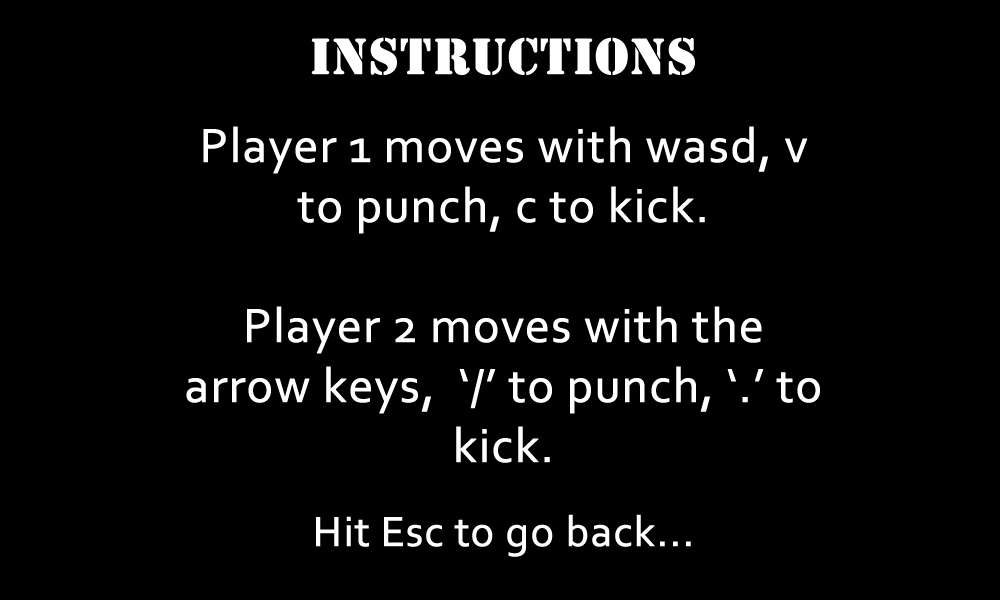 INSTRUCTIONS
Player 1 moves with wasd, v
to punch, c to kick.
Player 2 moves with the
arrow keys,  ‘/’ to punch, ‘.’ to
kick.
Hit Esc to go back...